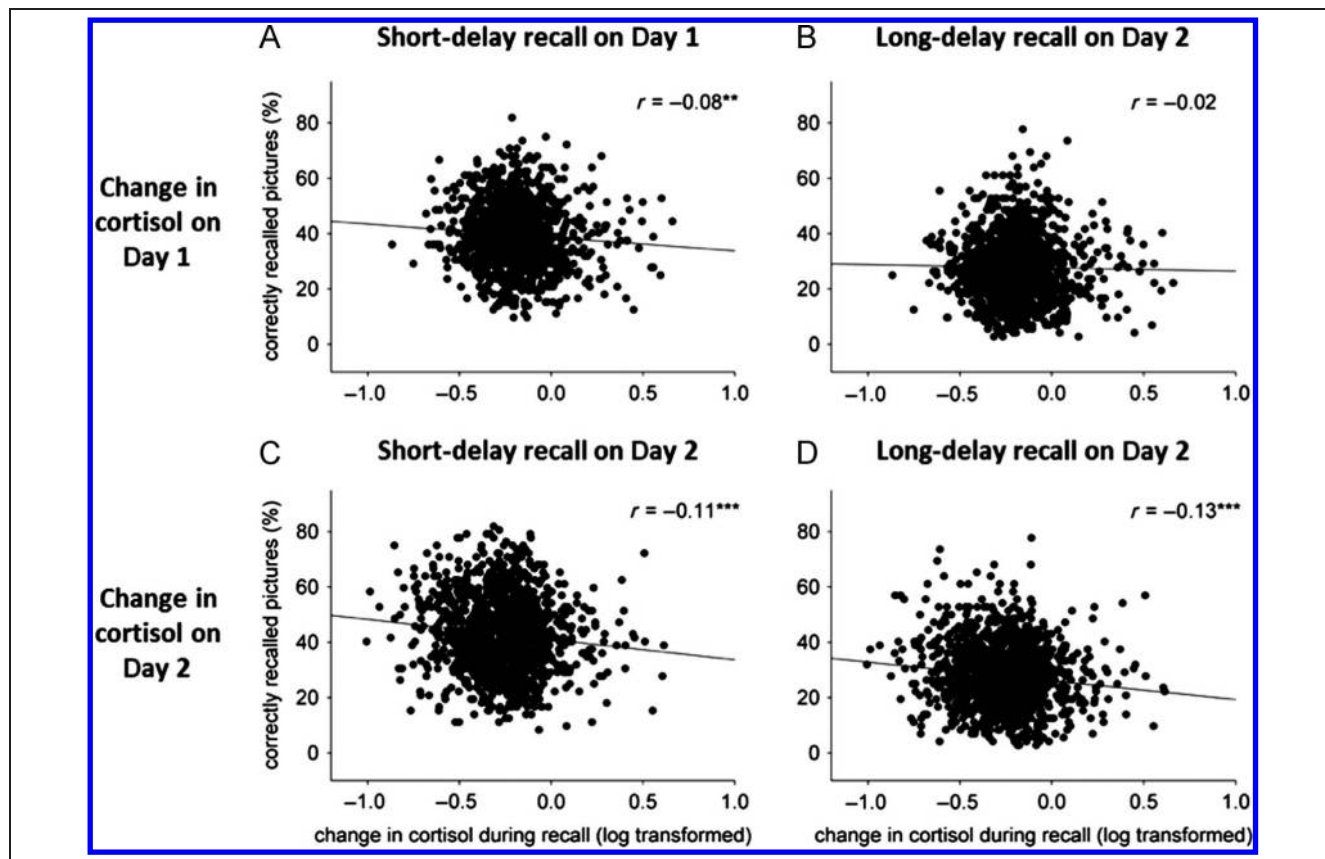 A
Short-delay recall on Day 1
B
Long-delay recall on Day 2
Change in
cortisol on
Day 1
correctly recalled pictures (%)
80
60
40
20
0
r = –0.08**
–1.0 –0.5 0.0 0.5 1.0
80
60
40
20
0
r = –0.02
–1.0 –0.5 0.0 0.5 1.0
C
Short-delay recall on Day 2
D
Long-delay recall on Day 2
Change in
cortisol on
Day 2
correctly recalled pictures (%)
80
60
40
20
0
r = –0.11***
–1.0 –0.5 0.0 0.5 1.0
change in cortisol during recall (log transformed)
80
60
40
20
0
r = –0.13***
–1.0 –0.5 0.0 0.5 1.0
change in cortisol during recall (log transformed)